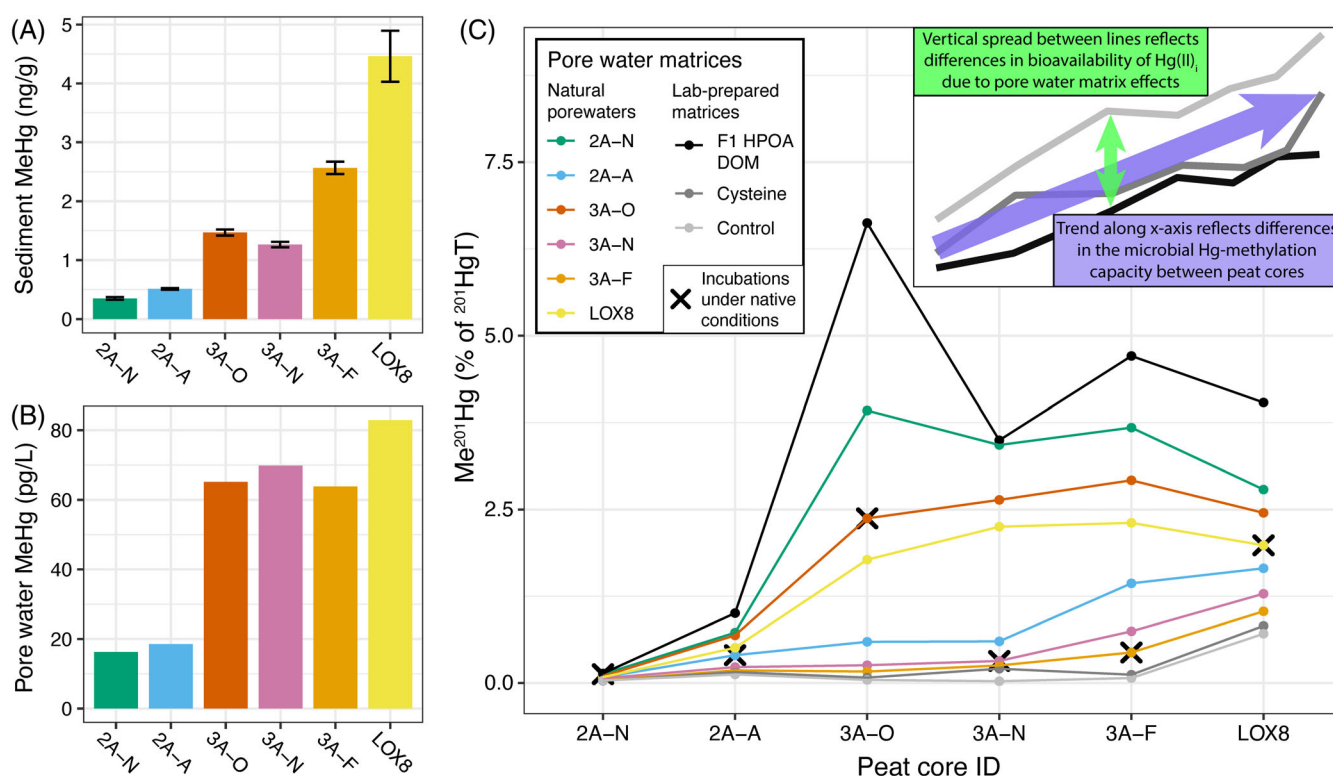 (A)
Sediment MeHg (ng/g)
5
4
3
2
1
0
2A−N
2A−A
3A−O
3A−N
3A−F
LOX8
(B)
Pore water MeHg (pg/L)
80
60
40
20
0
2A−N
2A−A
3A−O
3A−N
3A−F
LOX8
(C)
Me²⁰¹Hg (% of ²⁰¹HgT)
7.5
5.0
2.5
0.0
Pore water matrices
Natural
porewaters
2A−N
2A−A
3A−O
3A−N
3A−F
LOX8
Lab-prepared
matrices
F1 HPOA
DOM
Cysteine
Control
Incubations
under native
conditions
Vertical spread between lines reflects
differences in bioavailability of Hg(II)ᵢ
due to pore water matrix effects
Trend along x-axis reflects differences
in the microbial Hg-methylation
capacity between peat cores
2A−N
2A−A
3A−O
3A−N
3A−F
LOX8
Peat core ID